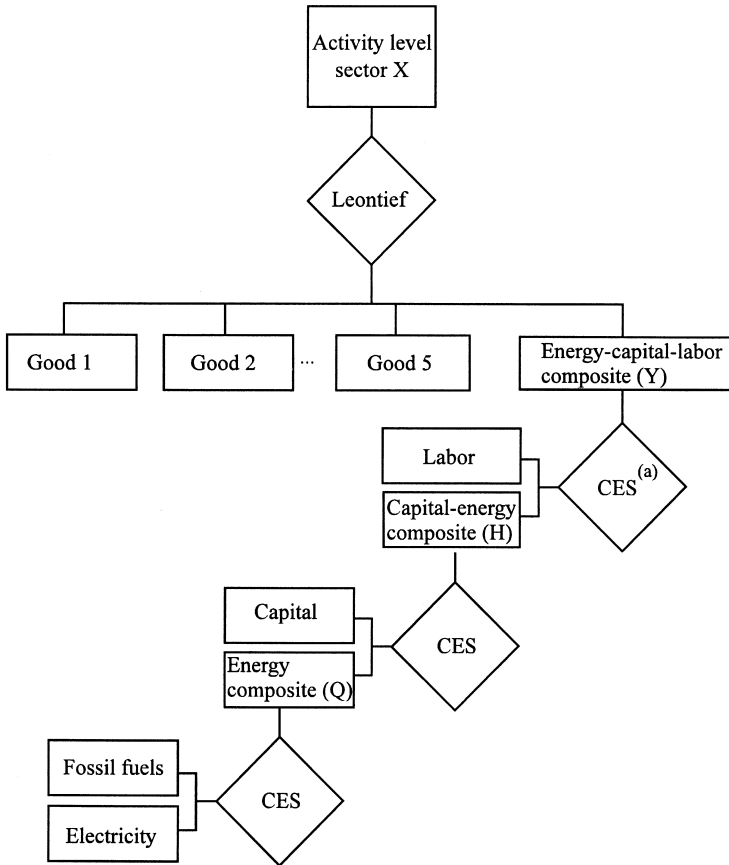 Activity level
sector X
Leontief
Good 1
Good 2
...
Good 5
Energy-capital-labor
composite (Y)
Labor
CES(a)
Capital-energy
composite (H)
Capital
CES
Energy
composite (Q)
Fossil fuels
CES
Electricity